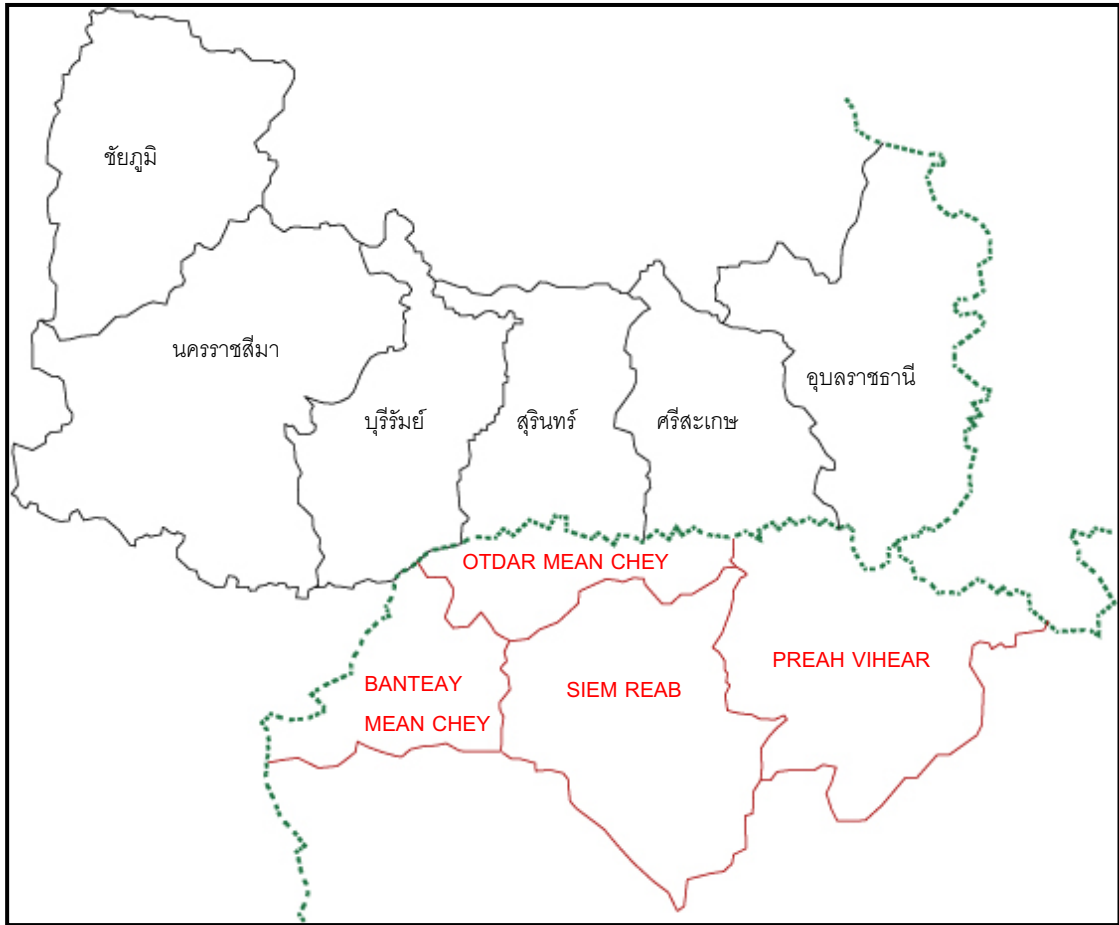 ชัยภูมิ
นครราชสีมา
บุรีรัมย์
สุรินทร์
ศรีสะเกษ
อุบลราชธานี
OTDAR MEAN CHEY
BANTEAY
MEAN CHEY
SIEM REAB
PREAH VIHEAR